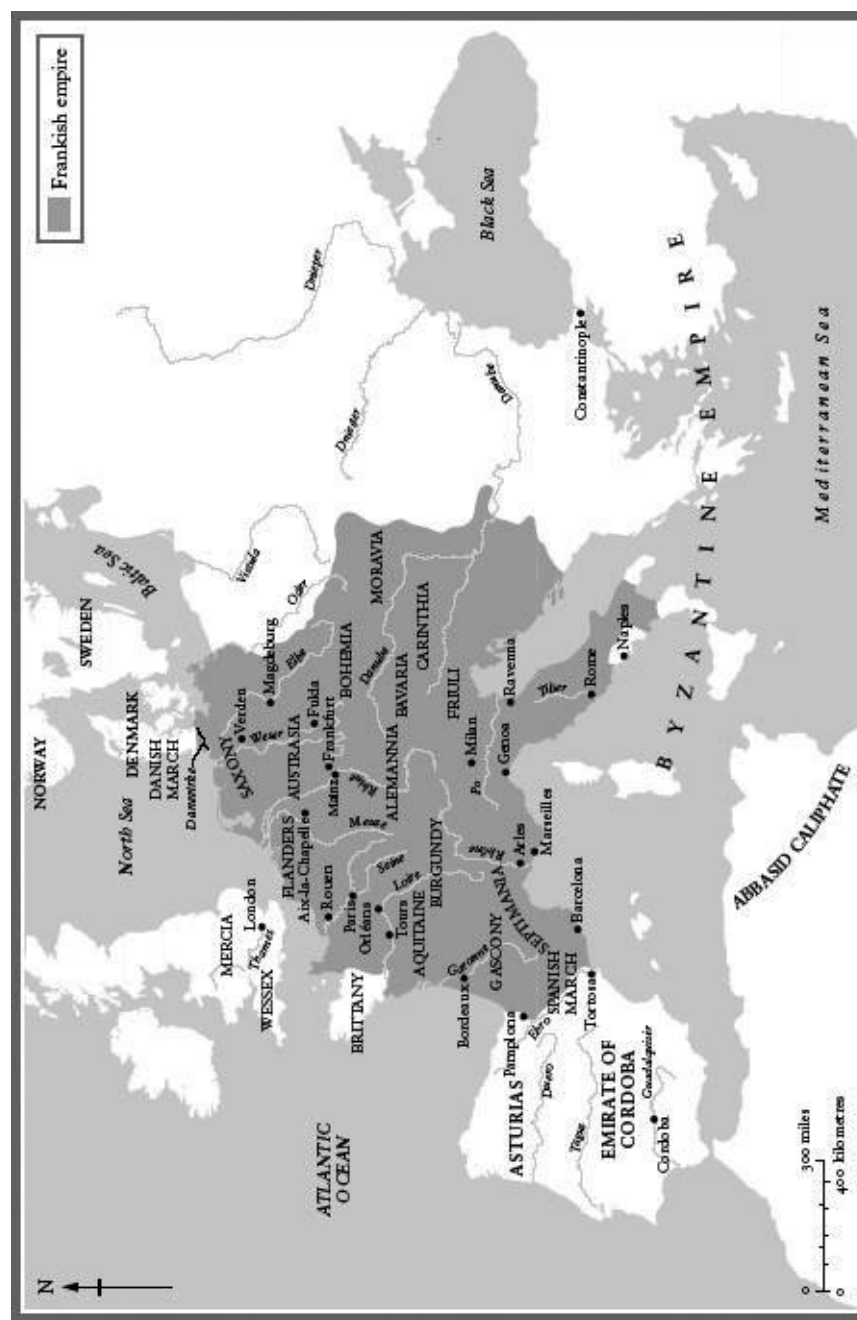 N
Frankish empire
NORWAY
SWEDEN
Baltic Sea
North Sea
DENMARK
DANISH
MARCH
Danevirke
MERCIA
London
Thames
WESSEX
SAXONY
Verden
Weser
Magdeburg
Elbe
Oder
Vistula
Dnieper
FLANDERS
Aix-la-Chapelle
AUSTRASIA
Fulda
Frankfurt
Mainz
Rhine
BOHEMIA
MORAVIA
Dniester
ATLANTIC
OCEAN
BRITTANY
Rouen
Paris
Orléans
Tours
Seine
Meuse
Loire
ALEMANNIA
Danube
BAVARIA
CARINTHIA
AQUITAINE
BURGUNDY
FRIULI
Danube
Black Sea
Bordeaux
Garonne
GASCONY
SEPTIMANIA
Rhône
Arles
Marseilles
Milan
Po
Genoa
Ravenna
ASTURIAS
Pamplona
Ebro
Duero
SPANISH
MARCH
Barcelona
Tortosa
Tiber
Rome
Naples
Constantinople
Tagus
EMIRATE OF
CORDOBA
Guadalquivir
Cordoba
BYZANTINE EMPIRE
ABBASID CALIPHATE
Mediterranean Sea
0 300 miles
0 400 kilometres